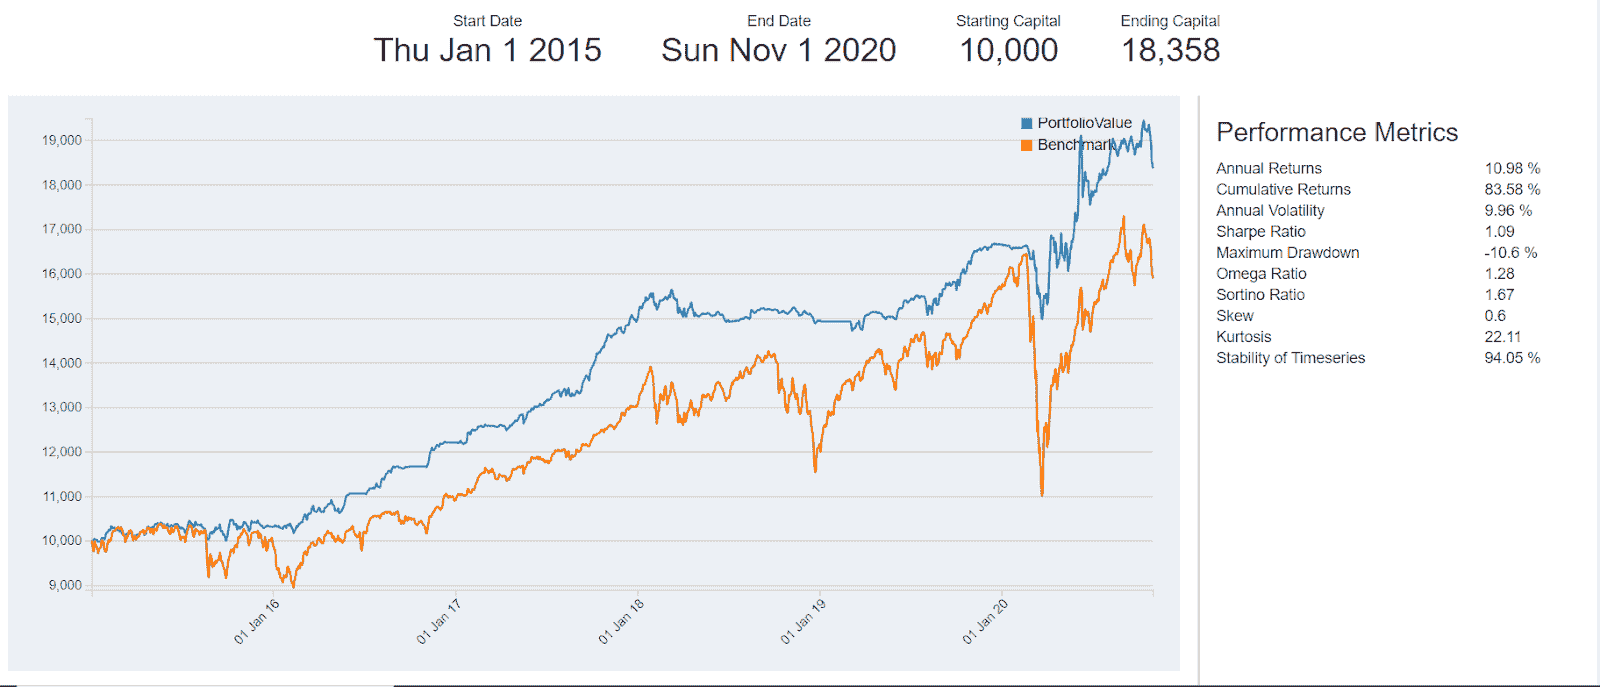 Start Date End Date Starting Capital Ending Capital
Thu Jan 1 2015 Sun Nov 1 2020 10,000 18,358
PortfolioValue
Benchmark
19,000
18,000
17,000
16,000
15,000
14,000
13,000
12,000
11,000
10,000
9,000
01 Jan 16
01 Jan 17
01 Jan 18
01 Jan 19
01 Jan 20
Performance Metrics
Annual Returns 10.98 %
Cumulative Returns 83.58 %
Annual Volatility 9.96 %
Sharpe Ratio 1.09
Maximum Drawdown -10.6 %
Omega Ratio 1.28
Sortino Ratio 1.67
Skew 0.6
Kurtosis 22.11
Stability of Timeseries 94.05 %